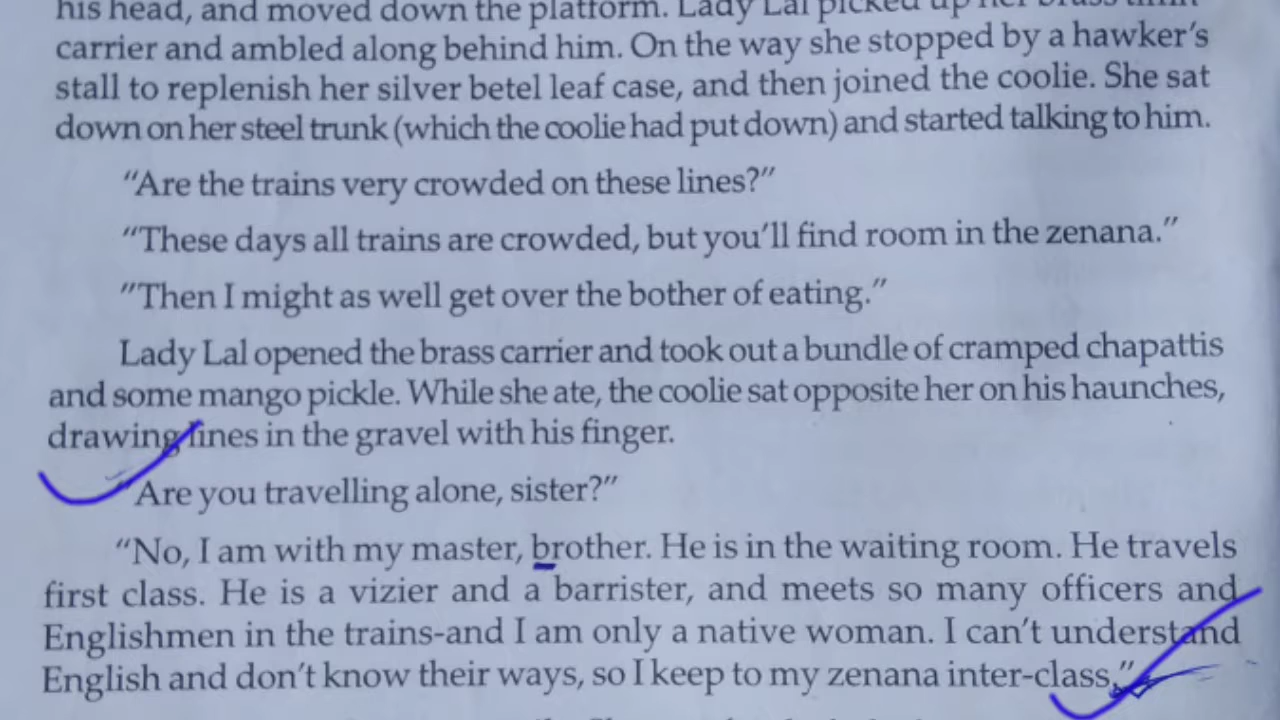 his head, and moved down the platform. Lady Lal picked up her brass tiffin
carrier and ambled along behind him. On the way she stopped by a hawker's
stall to replenish her silver betel leaf case, and then joined the coolie. She sat
down on her steel trunk (which the coolie had put down) and started talking to him.
"Are the trains very crowded on these lines?"
"These days all trains are crowded, but you'll find room in the zenana."
"Then I might as well get over the bother of eating."
Lady Lal opened the brass carrier and took out a bundle of cramped chapattis
and some mango pickle. While she ate, the coolie sat opposite her on his haunches,
drawing lines in the gravel with his finger.
"Are you travelling alone, sister?"
"No, I am with my master, brother. He is in the waiting room. He travels
first class. He is a vizier and a barrister, and meets so many officers and
Englishmen in the trains-and I am only a native woman. I can't understand
English and don't know their ways, so I keep to my zenana inter-class."